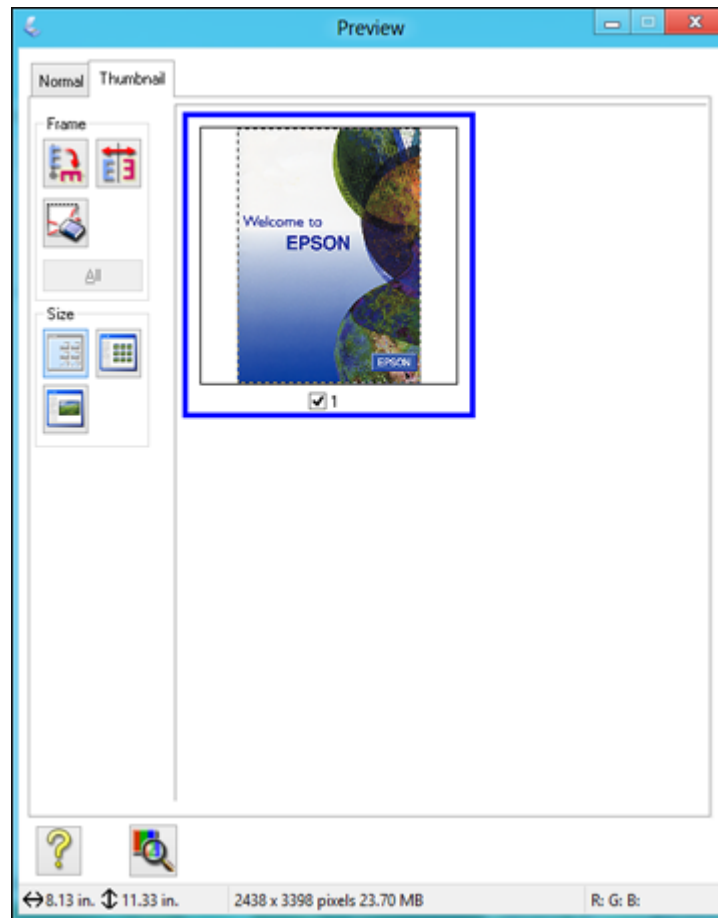 Preview
Normal
Thumbnail
Frame
All
Size
Welcome to
EPSON
EPSON
1
8.13 in. 11.33 in.
2438 x 3398 pixels 23.70 MB
R: G: B: